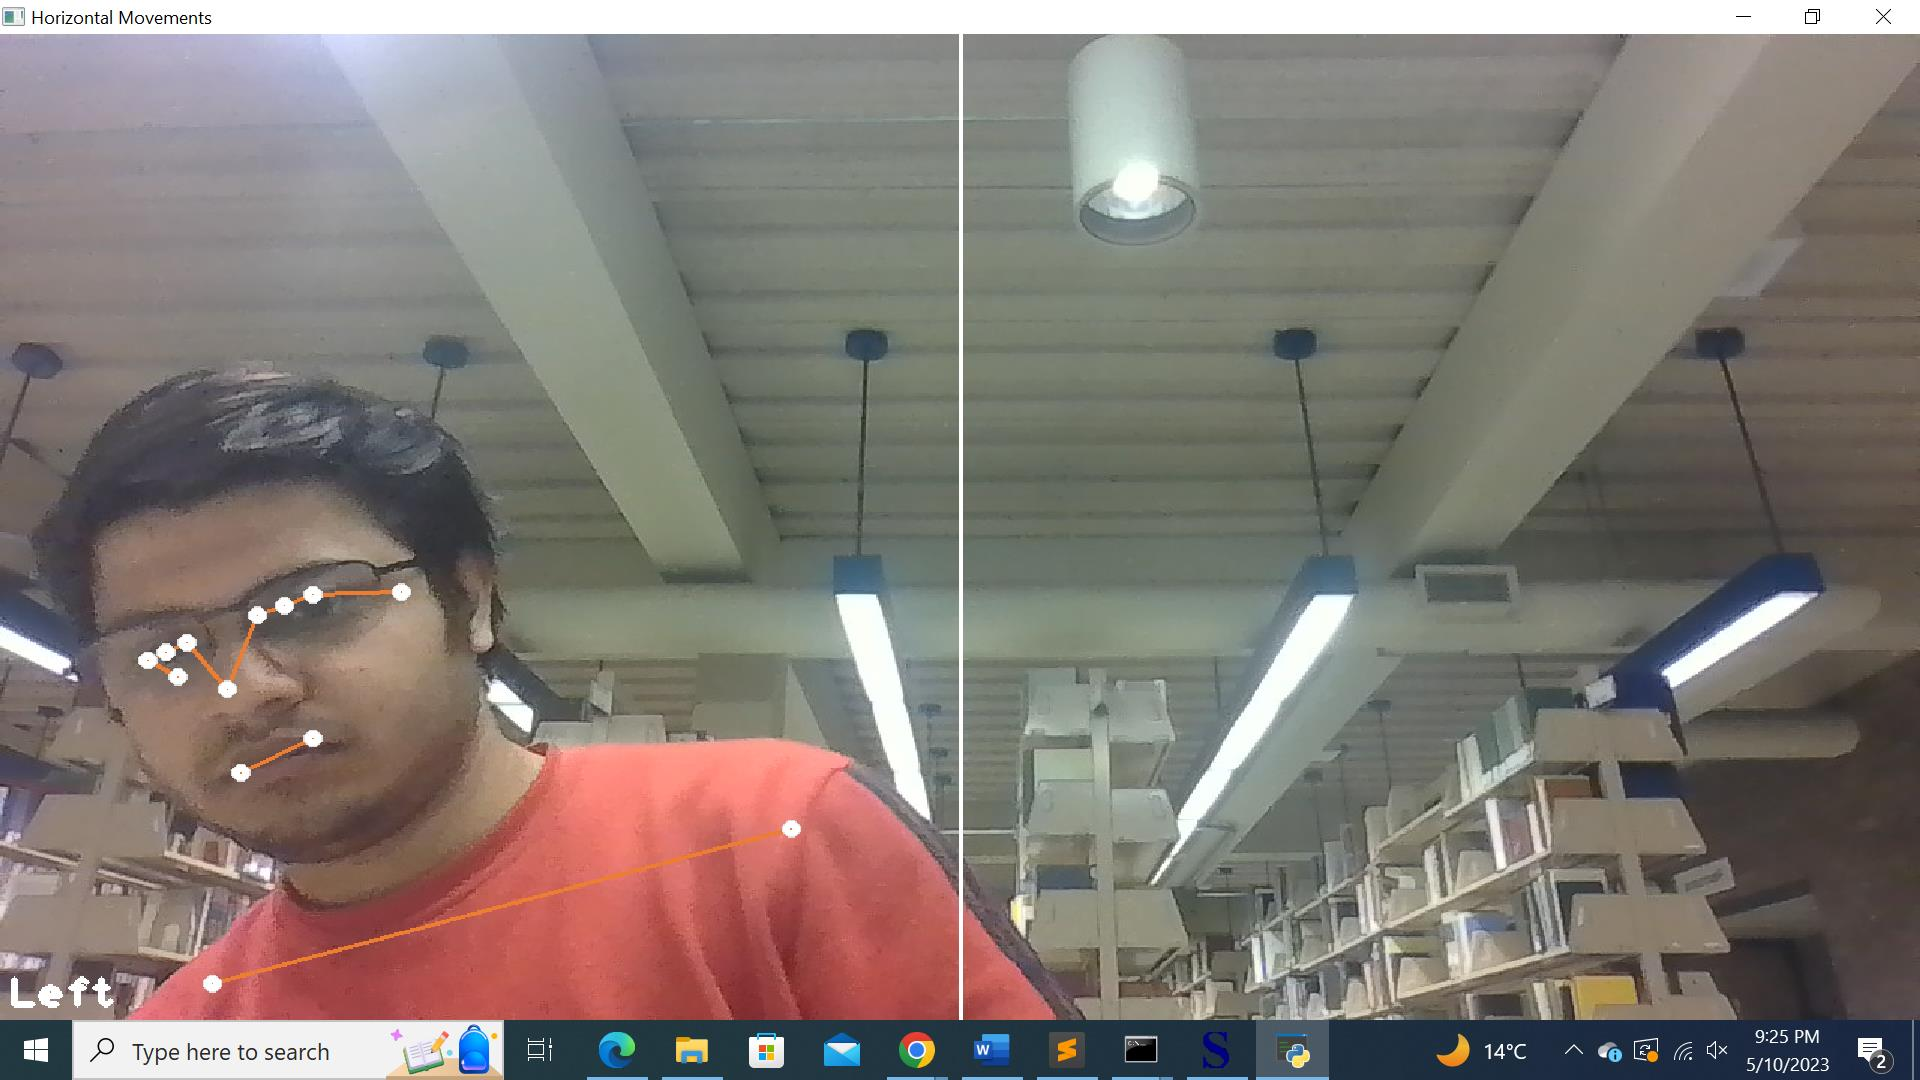 Horizontal Movements
Left
Type here to search
14°C
9:25 PM
5/10/2023
2